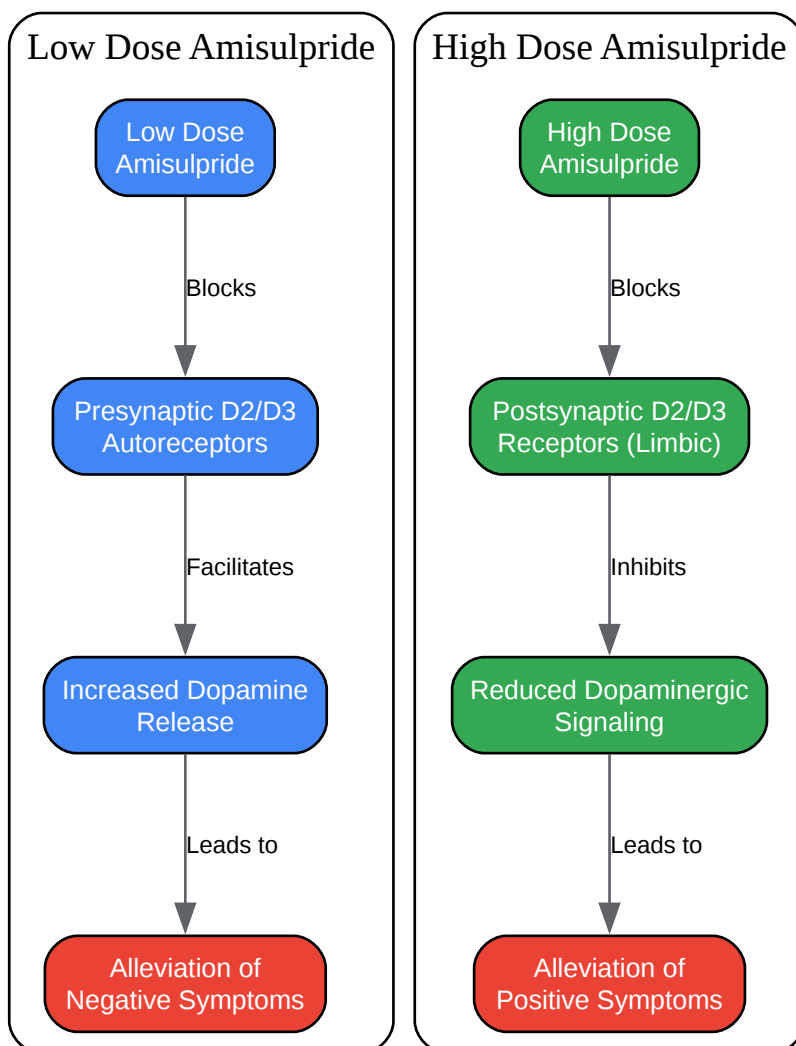 Low Dose Amisulpride
Low Dose
Amisulpride
Blocks
Presynaptic D2/D3
Autoreceptors
Facilitates
Increased Dopamine
Release
Leads to
Alleviation of
Negative Symptoms
High Dose Amisulpride
High Dose
Amisulpride
Blocks
Postsynaptic D2/D3
Receptors (Limbic)
Inhibits
Reduced Dopaminergic
Signaling
Leads to
Alleviation of
Positive Symptoms